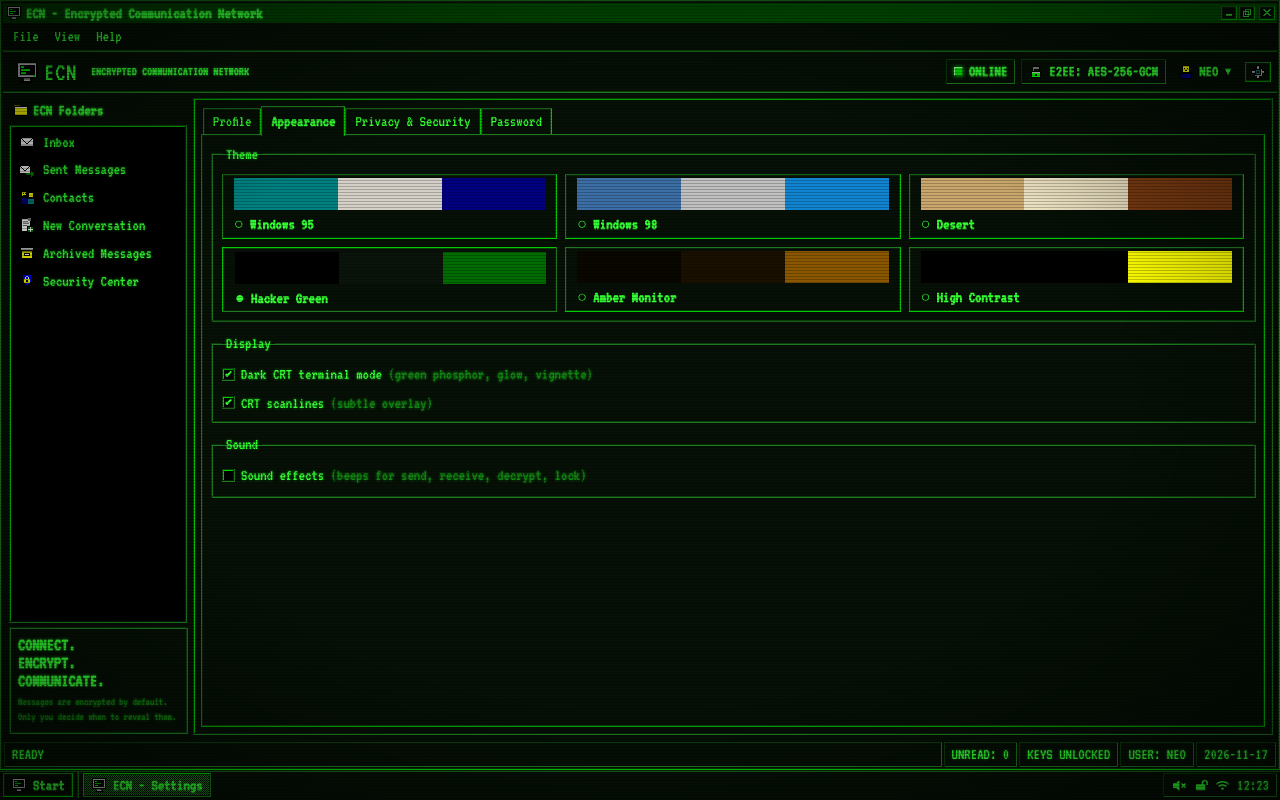 ECN - Encrypted Communication Network
File View Help
ECN ENCRYPTED COMMUNICATION NETWORK
ONLINE
E2EE: AES-256-GCM
NEO ▼
ECN Folders
Inbox
Sent Messages
Contacts
New Conversation
Archived Messages
Security Center
CONNECT.
ENCRYPT.
COMMUNICATE.
Messages are encrypted by default.
Only you decide when to reveal them.
Profile Appearance Privacy & Security Password
Theme
Windows 95
Windows 98
Desert
Hacker Green
Amber Monitor
High Contrast
Display
Dark CRT terminal mode (green phosphor, glow, vignette)
CRT scanlines (subtle overlay)
Sound
Sound effects (beeps for send, receive, decrypt, lock)
READY
UNREAD: 0
KEYS UNLOCKED
USER: NEO
2026-11-17
Start
ECN - Settings
12:23